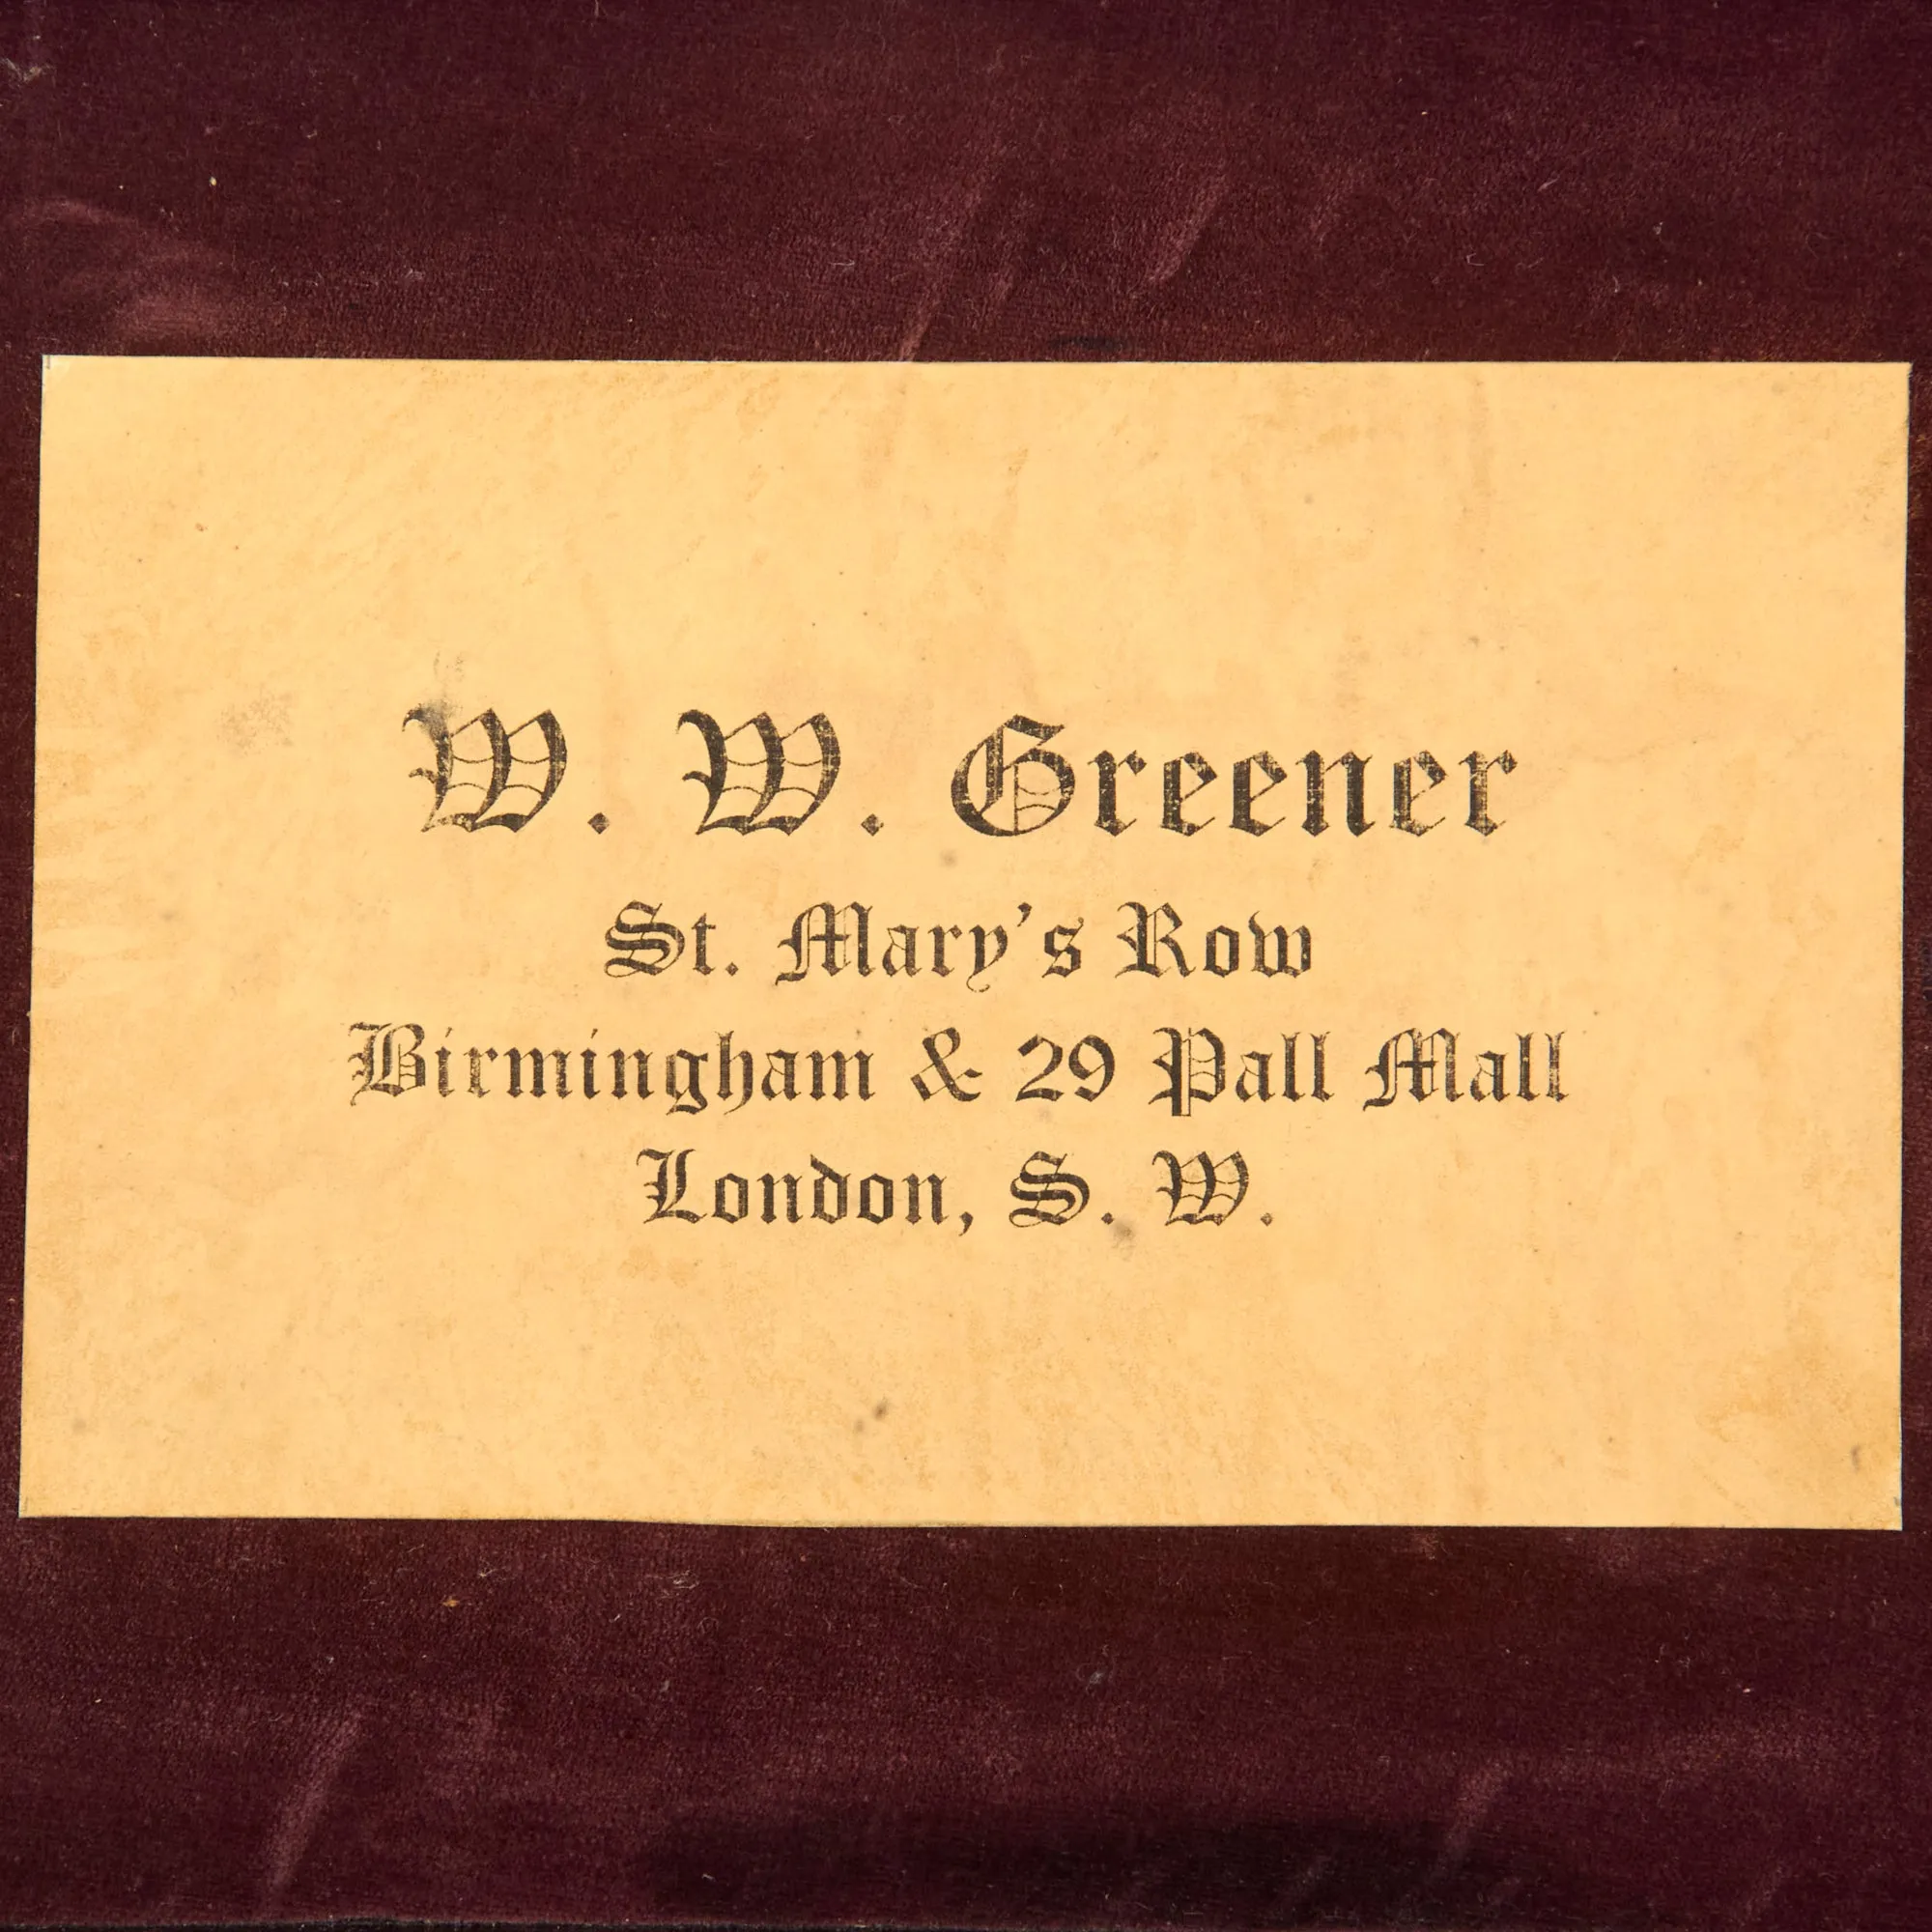 W. W. Greener
St. Mary's Row
Birmingham & 29 Pall Mall
London, S. W.